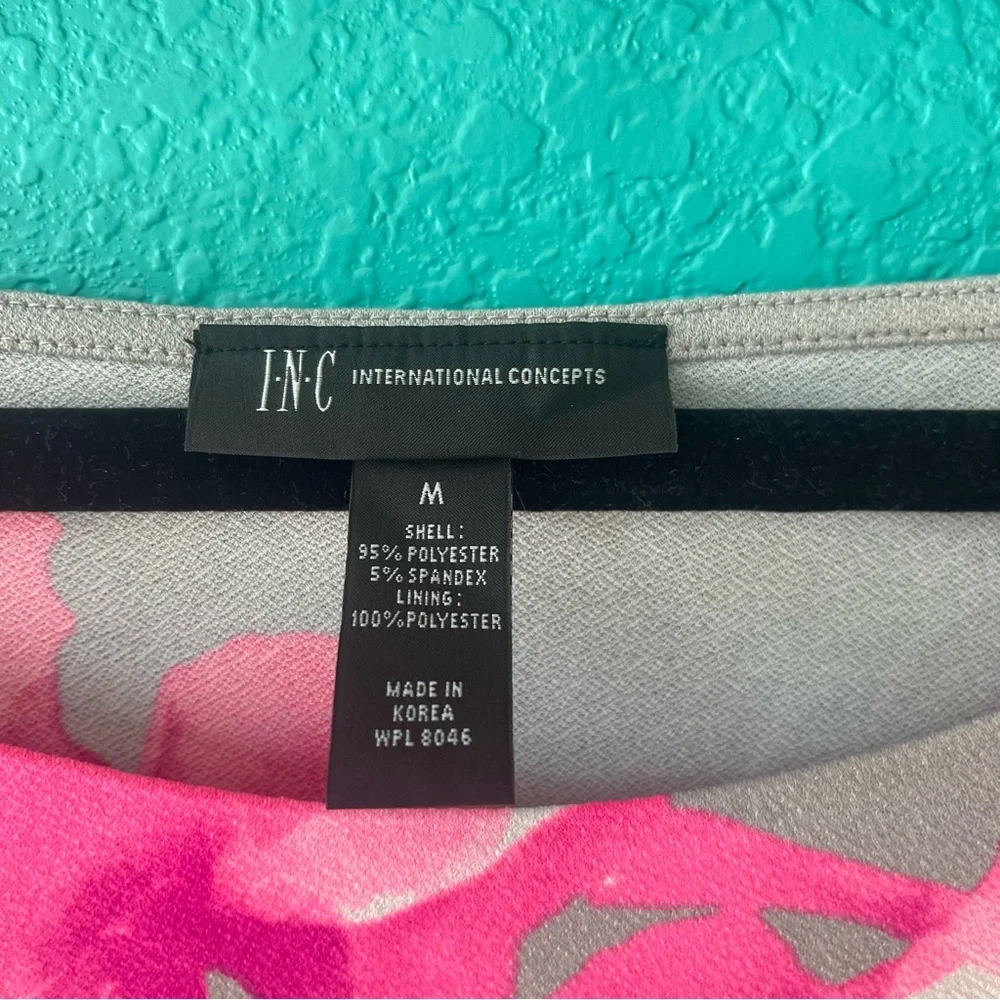 I·N·C INTERNATIONAL CONCEPTS
M
SHELL:
95% POLYESTER
5% SPANDEX
LINING:
100% POLYESTER
MADE IN
KOREA
WPL 8046